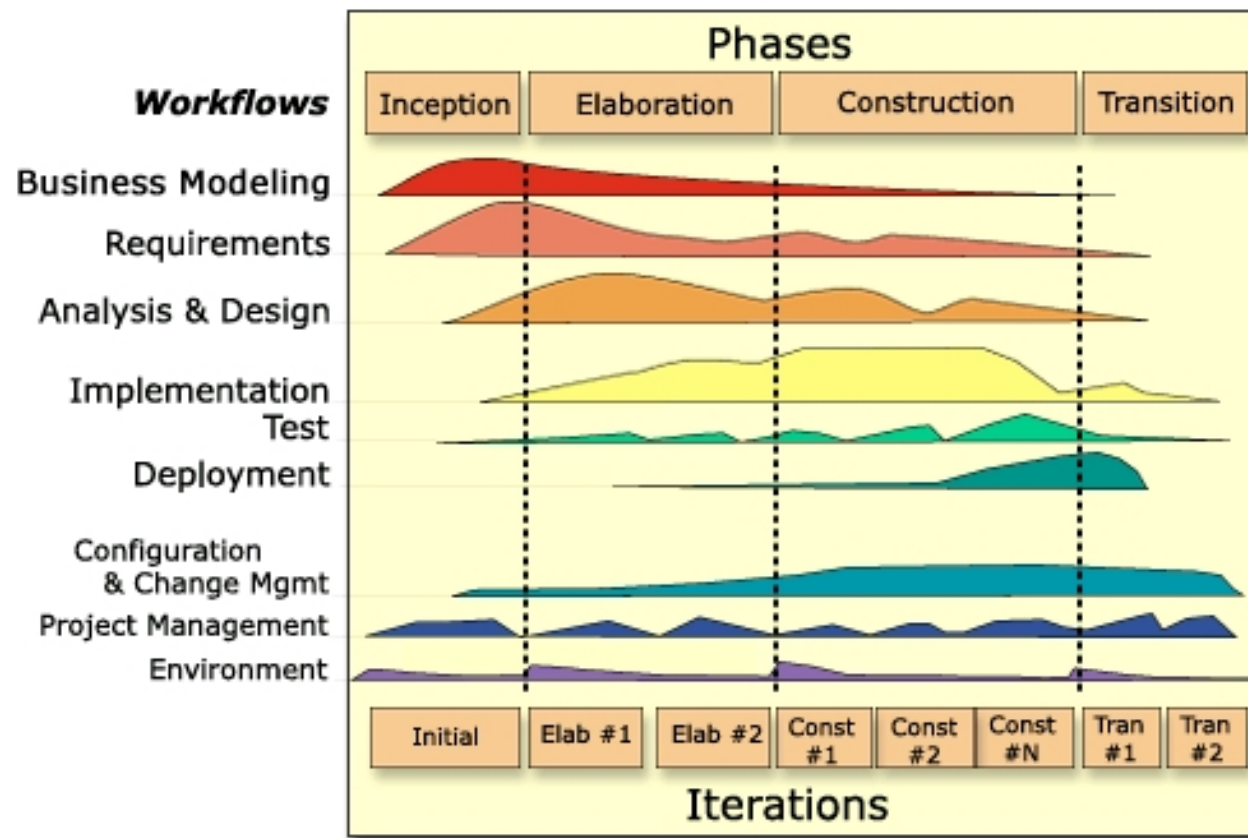 Phases
Workflows
Inception
Elaboration
Construction
Transition
Business Modeling
Requirements
Analysis & Design
Implementation
Test
Deployment
Configuration
& Change Mgmt
Project Management
Environment
Initial
Elab #1
Elab #2
Const
#1
Const
#2
Const
#N
Tran
#1
Tran
#2
Iterations